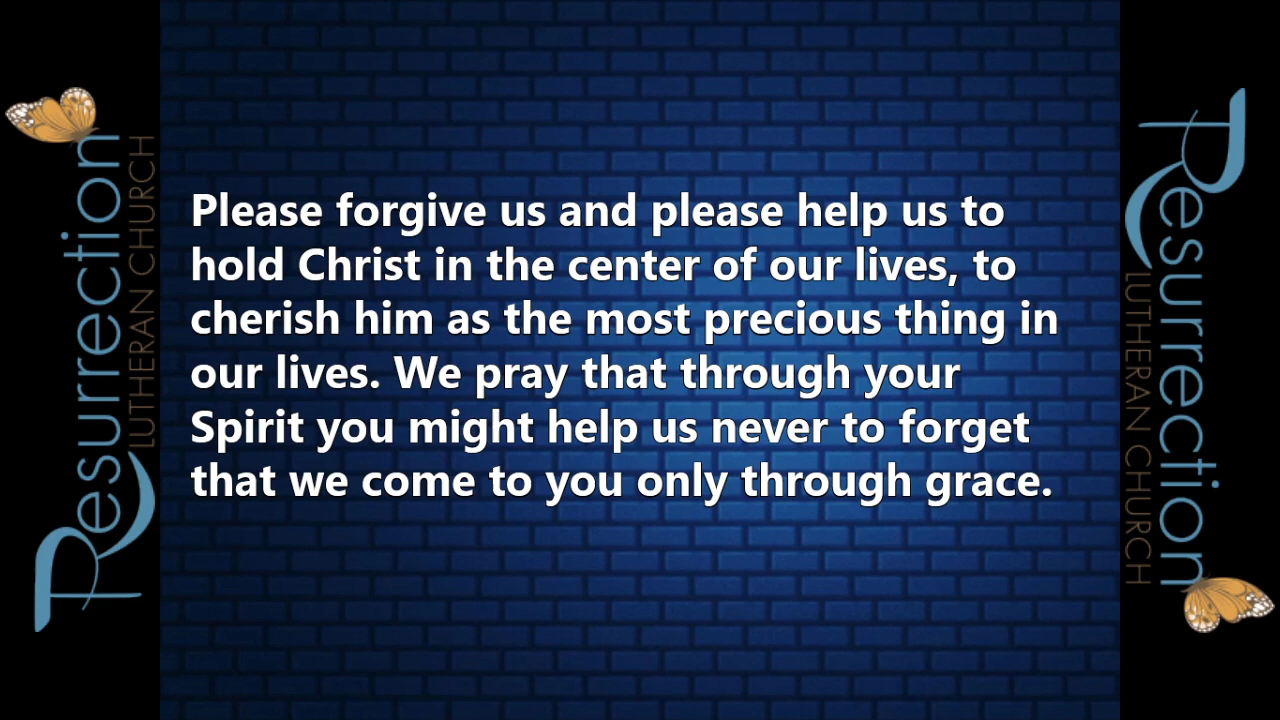 Resurrection
LUTHERAN CHURCH
Please forgive us and please help us to
hold Christ in the center of our lives, to
cherish him as the most precious thing in
our lives. We pray that through your
Spirit you might help us never to forget
that we come to you only through grace.
Resurrection
LUTHERAN CHURCH